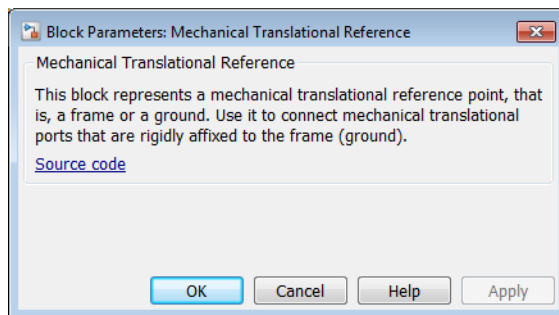 Block Parameters: Mechanical Translational Reference
Mechanical Translational Reference
This block represents a mechanical translational reference point, that
is, a frame or a ground. Use it to connect mechanical translational
ports that are rigidly affixed to the frame (ground).
Source code
OK Cancel Help Apply